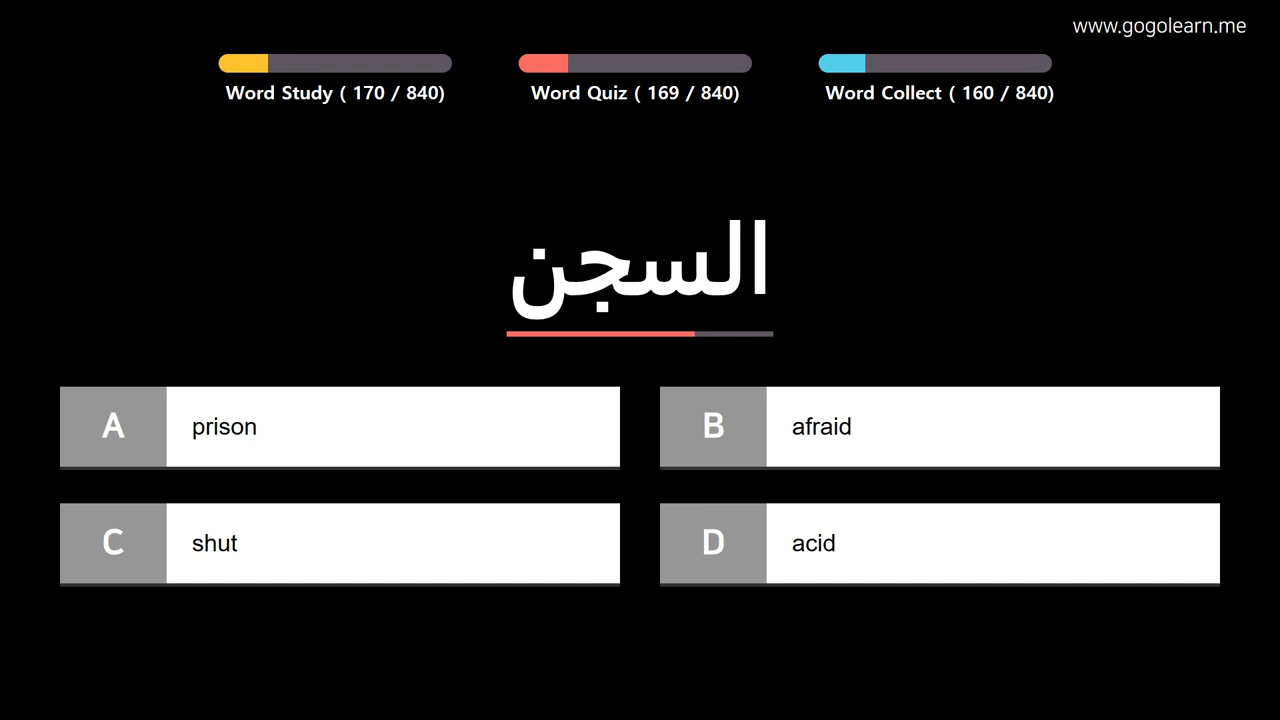 www.gogolearn.me
Word Study ( 170 / 840)
Word Quiz ( 169 / 840)
Word Collect ( 160 / 840)
السجن
A prison
B afraid
C shut
D acid